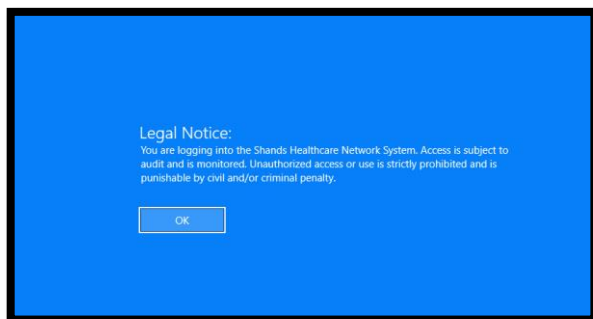 Legal Notice:
You are logging into the Shands Healthcare Network System. Access is subject to
audit and is monitored. Unauthorized access or use is strictly prohibited and is
punishable by civil and/or criminal penalty.
OK